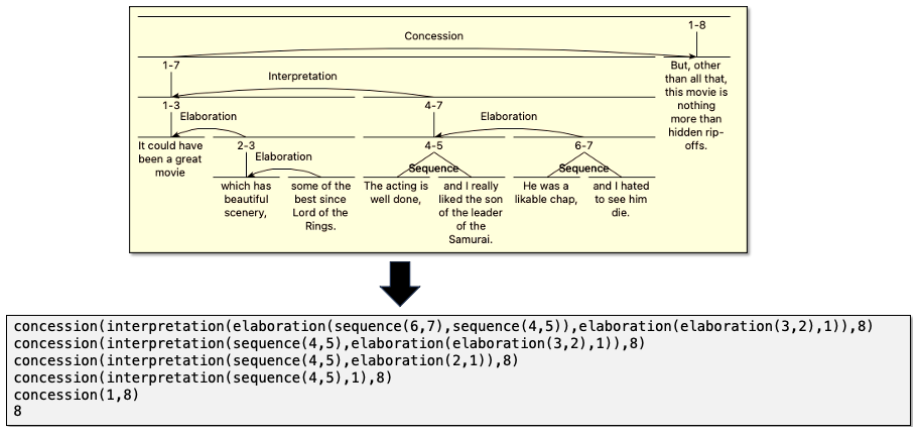 1-8
Concession
1-7
Interpretation
1-3
4-7
Elaboration
Elaboration
2-3
4-5
6-7
Elaboration
Sequence
Sequence
It could have
been a great
movie
which has
beautiful
scenery,
some of the
best since
Lord of the
Rings.
The acting is
well done,
and I really
liked the son
of the leader
of the
Samurai.
He was a
likable chap,
and I hated
to see him
die.
But, other
than all that,
this movie is
nothing
more than
hidden rip-
offs.
concession(interpretation(elaboration(sequence(6,7),sequence(4,5)),elaboration(elaboration(3,2),1)),8)
concession(interpretation(sequence(4,5),elaboration(elaboration(3,2),1)),8)
concession(interpretation(sequence(4,5),elaboration(2,1)),8)
concession(interpretation(sequence(4,5),1),8)
concession(1,8)
8